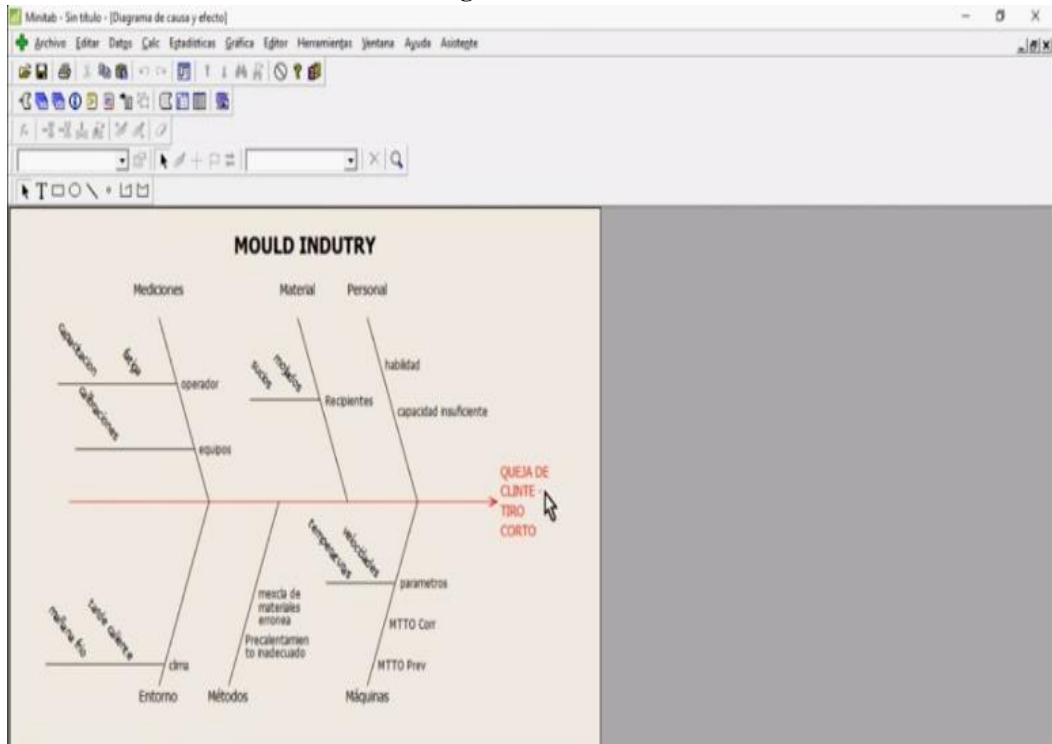 Minitab - Sin título - [Diagrama de causa y efecto]
Archivo Editar Datos Calc Estadísticas Gráfica Editor Herramientas Ventana Ayuda Asistente
MOULD INDUTRY
Mediciones Material Personal
capacitacion
fatiga
operador
calibraciones
equipos
sucios
mojados
Recipientes
habilidad
capacidad insuficiente
QUEJA DE
CLINTE -
TIRO
CORTO
temperaturas
velocidades
parametros
MTTO Corr
MTTO Prev
mexcla de
materiales
erronea
Precalentamien
to inadecuado
mañana frio
tarde caliente
clima
Entorno Métodos Máquinas